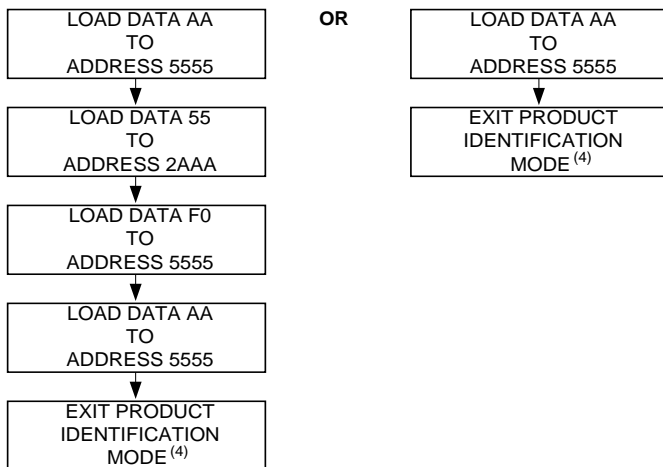 LOAD DATA AA
TO
ADDRESS 5555
LOAD DATA 55
TO
ADDRESS 2AAA
LOAD DATA F0
TO
ADDRESS 5555
LOAD DATA AA
TO
ADDRESS 5555
EXIT PRODUCT
IDENTIFICATION
MODE (4)
OR
LOAD DATA AA
TO
ADDRESS 5555
EXIT PRODUCT
IDENTIFICATION
MODE (4)